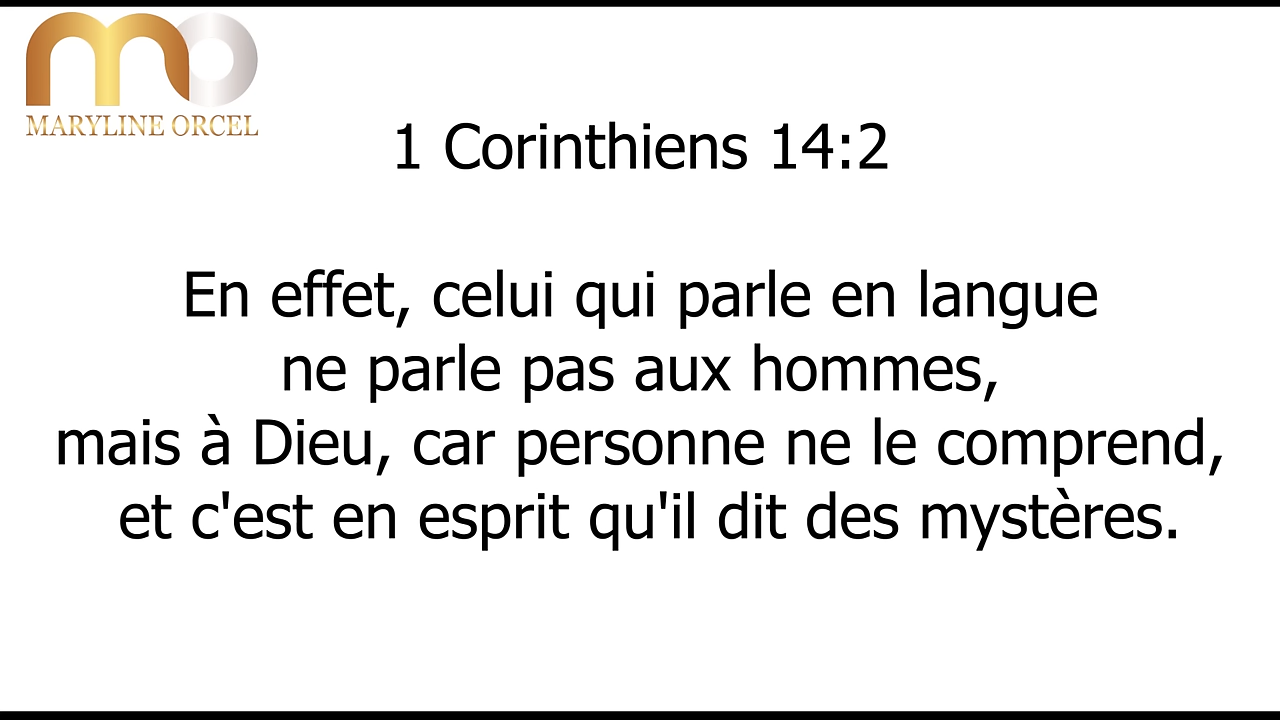 mo
MARYLINE ORCEL
1 Corinthiens 14:2
En effet, celui qui parle en langue
ne parle pas aux hommes,
mais à Dieu, car personne ne le comprend,
et c'est en esprit qu'il dit des mystères.